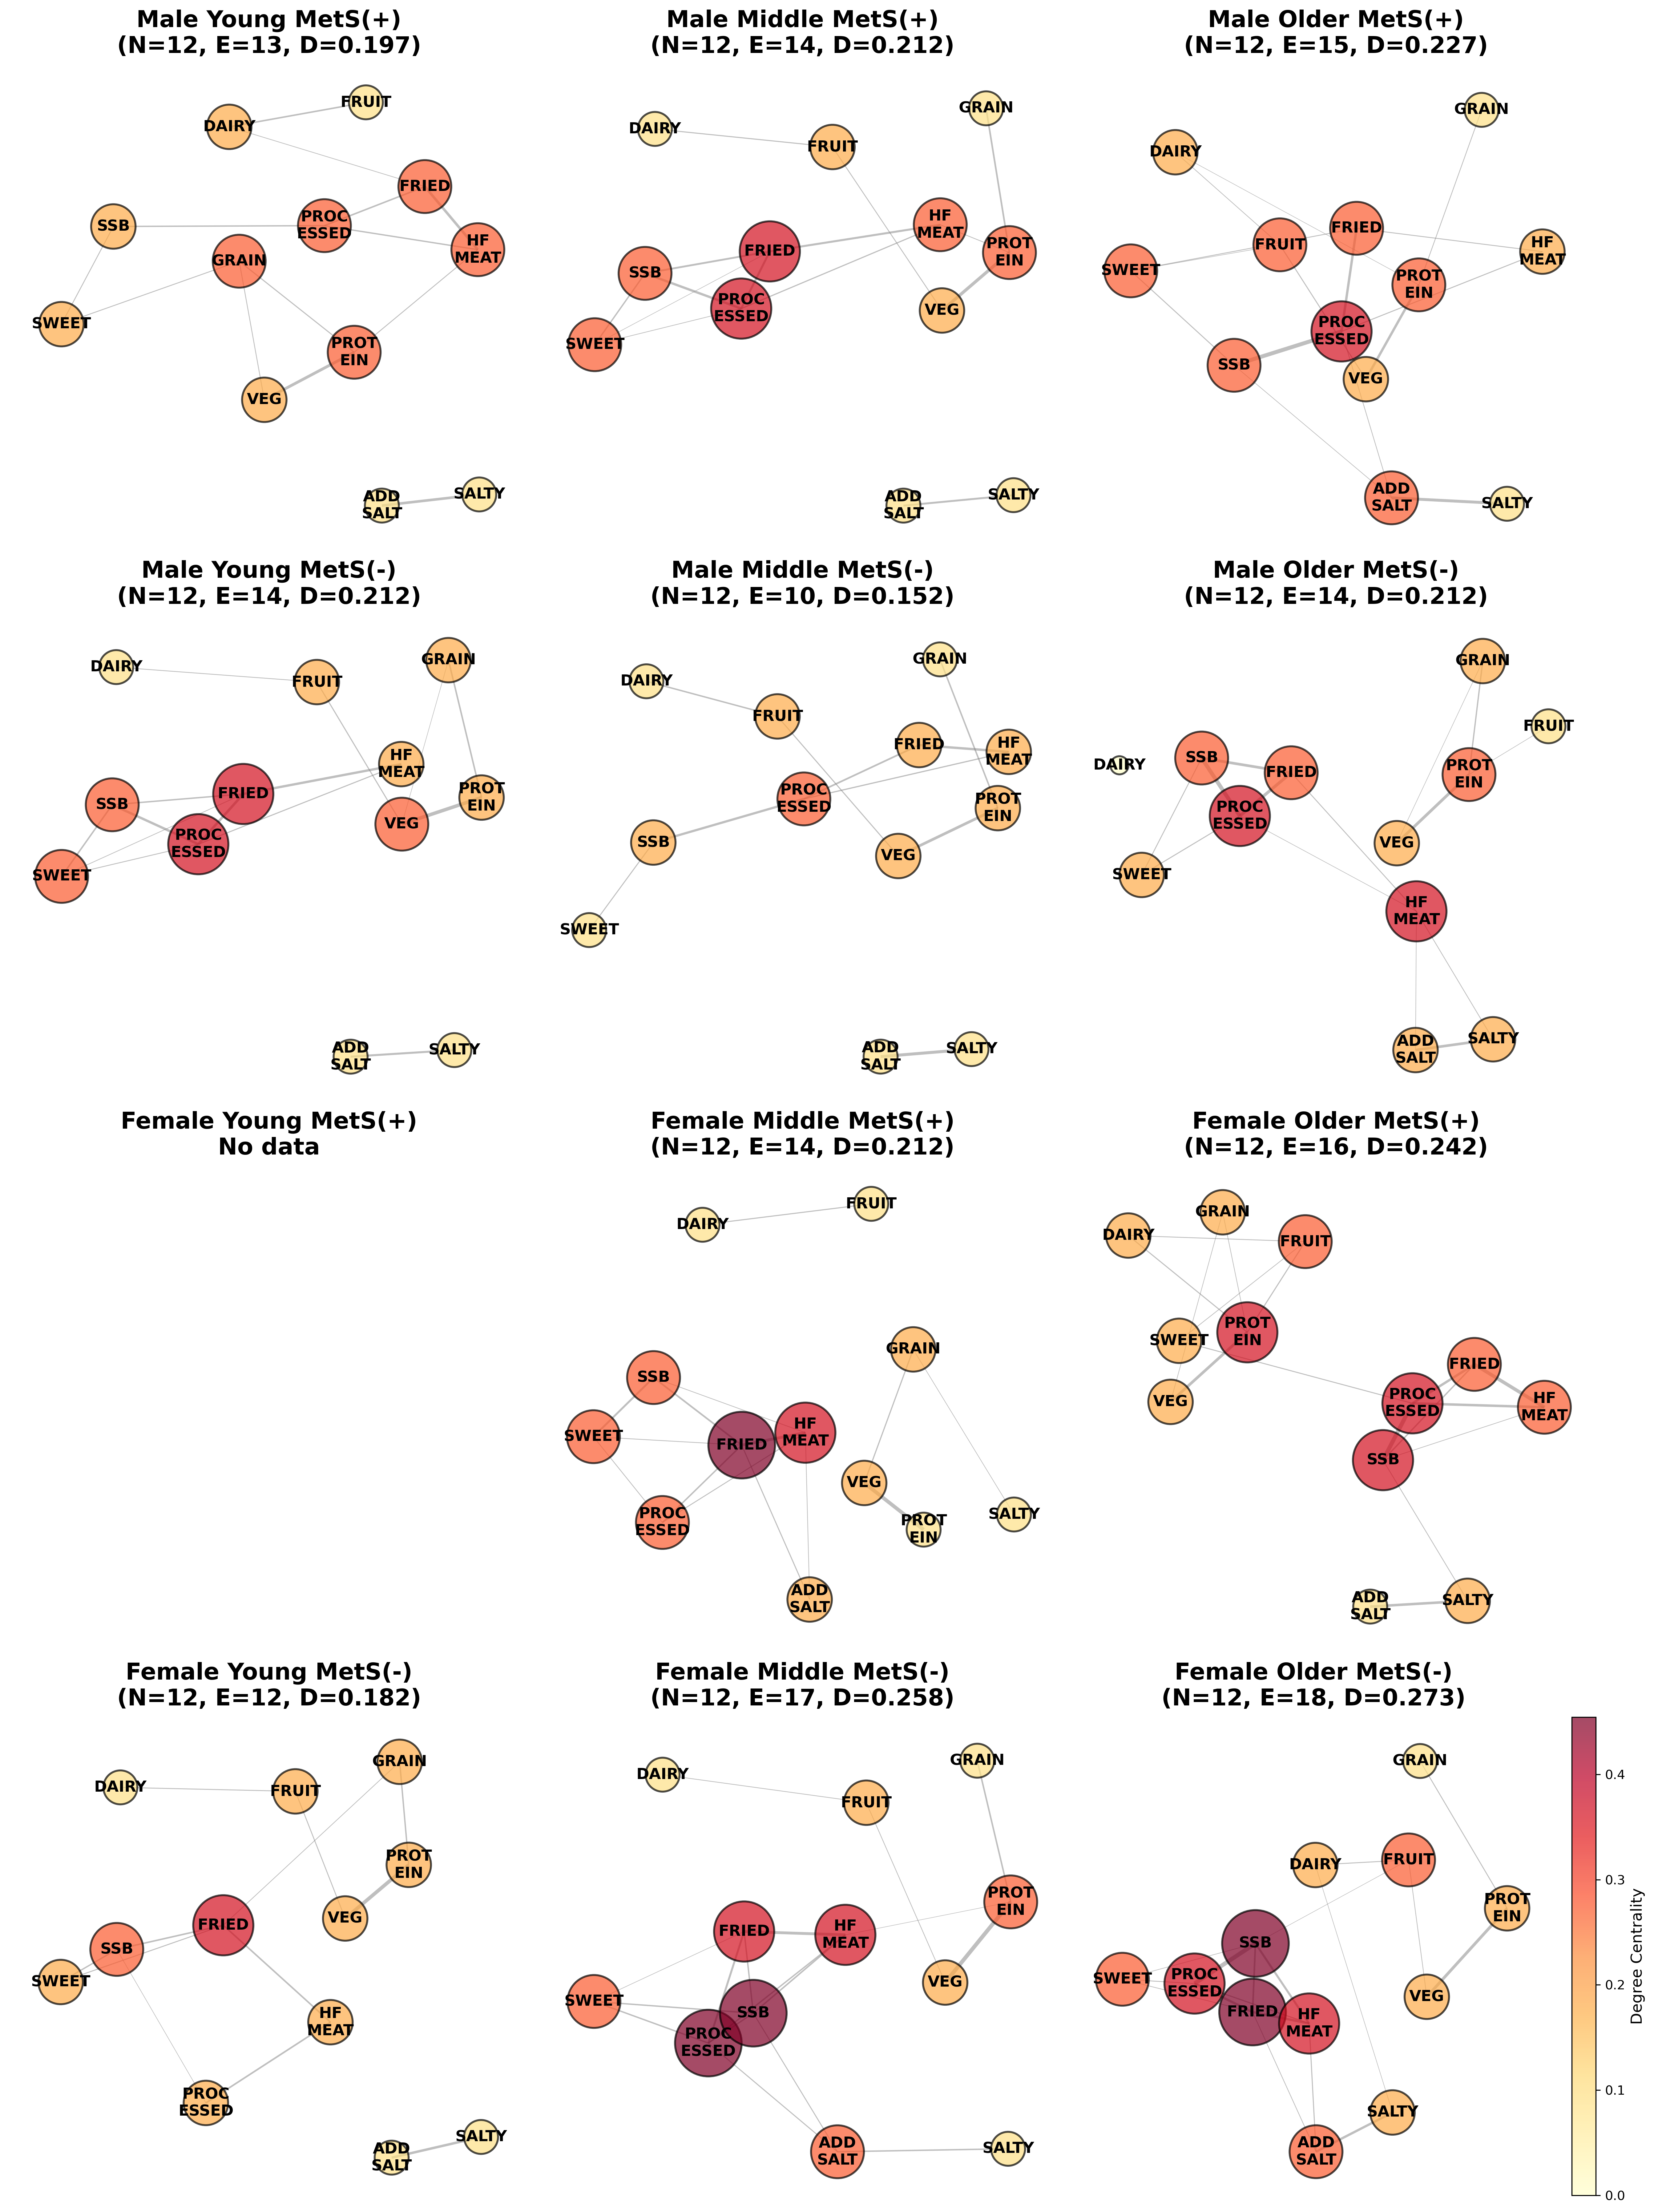 Male Young MetS(+)
(N=12, E=13, D=0.197)
FRUIT
DAIRY
FRIED
PROC
ESSED
SSB
HF
MEAT
GRAIN
SWEET
PROT
EIN
VEG
ADD
SALT
SALTY
Male Middle MetS(+)
(N=12, E=14, D=0.212)
GRAIN
DAIRY
FRUIT
HF
MEAT
FRIED
PROT
EIN
SSB
PROC
ESSED
VEG
SWEET
ADD
SALT
SALTY
Male Older MetS(+)
(N=12, E=15, D=0.227)
GRAIN
DAIRY
FRIED
FRUIT
HF
MEAT
SWEET
PROT
EIN
PROC
ESSED
SSB
VEG
ADD
SALT
SALTY
Male Young MetS(-)
(N=12, E=14, D=0.212)
GRAIN
DAIRY
FRUIT
HF
MEAT
FRIED
PROT
EIN
SSB
VEG
PROC
ESSED
SWEET
ADD
SALT
SALTY
Male Middle MetS(-)
(N=12, E=10, D=0.152)
GRAIN
DAIRY
FRUIT
FRIED
HF
MEAT
PROC
ESSED
PROT
EIN
SSB
VEG
SWEET
ADD
SALT
SALTY
Male Older MetS(-)
(N=12, E=14, D=0.212)
GRAIN
FRUIT
SSB
DAIRY
FRIED
PROT
EIN
PROC
ESSED
VEG
SWEET
HF
MEAT
ADD
SALT
SALTY
Female Young MetS(+)
No data
Female Middle MetS(+)
(N=12, E=14, D=0.212)
FRUIT
DAIRY
GRAIN
SSB
SWEET
HF
MEAT
FRIED
VEG
PROC
ESSED
PROT
EIN
SALTY
ADD
SALT
Female Older MetS(+)
(N=12, E=16, D=0.242)
GRAIN
DAIRY
FRUIT
PROT
EIN
SWEET
FRIED
VEG
PROC
ESSED
HF
MEAT
SSB
ADD
SALT
SALTY
Female Young MetS(-)
(N=12, E=12, D=0.182)
GRAIN
DAIRY
FRUIT
PROT
EIN
VEG
FRIED
SSB
SWEET
HF
MEAT
PROC
ESSED
ADD
SALT
SALTY
Female Middle MetS(-)
(N=12, E=17, D=0.258)
GRAIN
DAIRY
FRUIT
PROT
EIN
FRIED
HF
MEAT
VEG
SWEET
SSB
PROC
ESSED
ADD
SALT
SALTY
Female Older MetS(-)
(N=12, E=18, D=0.273)
GRAIN
DAIRY
FRUIT
PROT
EIN
SSB
SWEET
PROC
ESSED
VEG
FRIED
HF
MEAT
SALTY
ADD
SALT
0.4
0.3
0.2
0.1
0.0
Degree Centrality